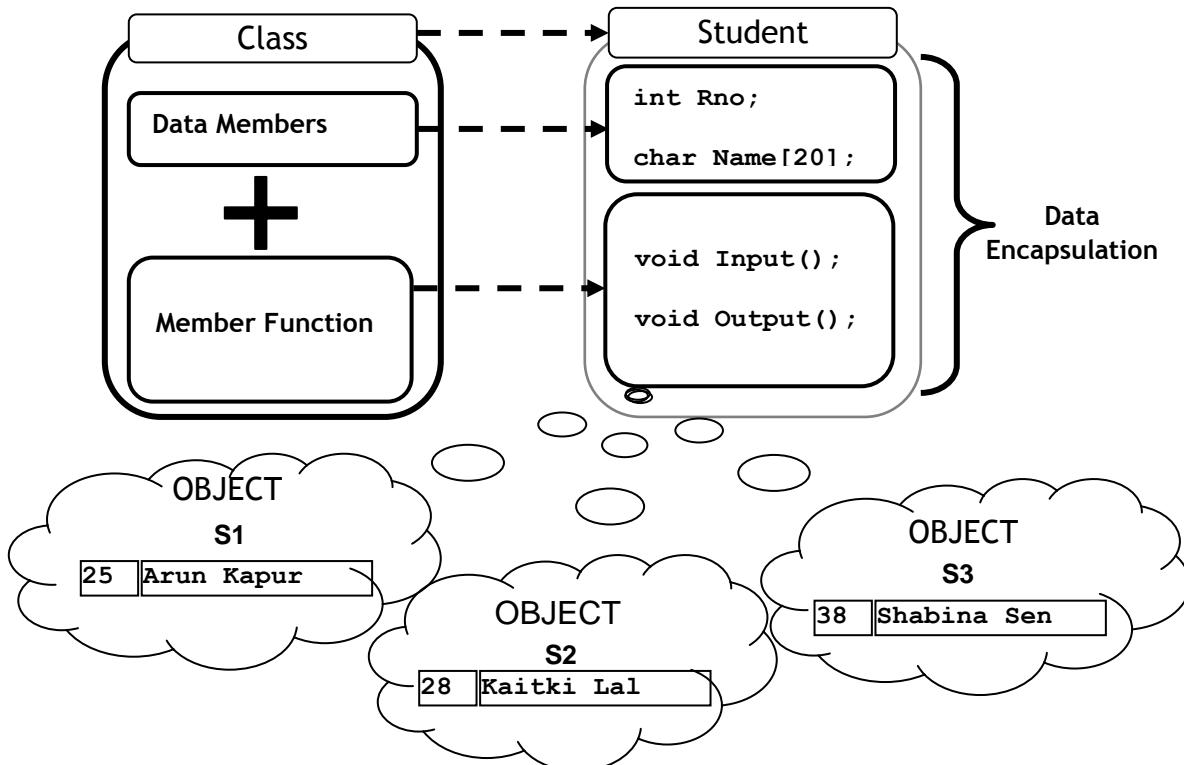 Class
Data Members
Member Function
Student
int Rno;
char Name[20];
void Input();
void Output();
Data
Encapsulation
OBJECT
S1
25 Arun Kapur
OBJECT
S2
28 Kaitki Lal
OBJECT
S3
38 Shabina Sen